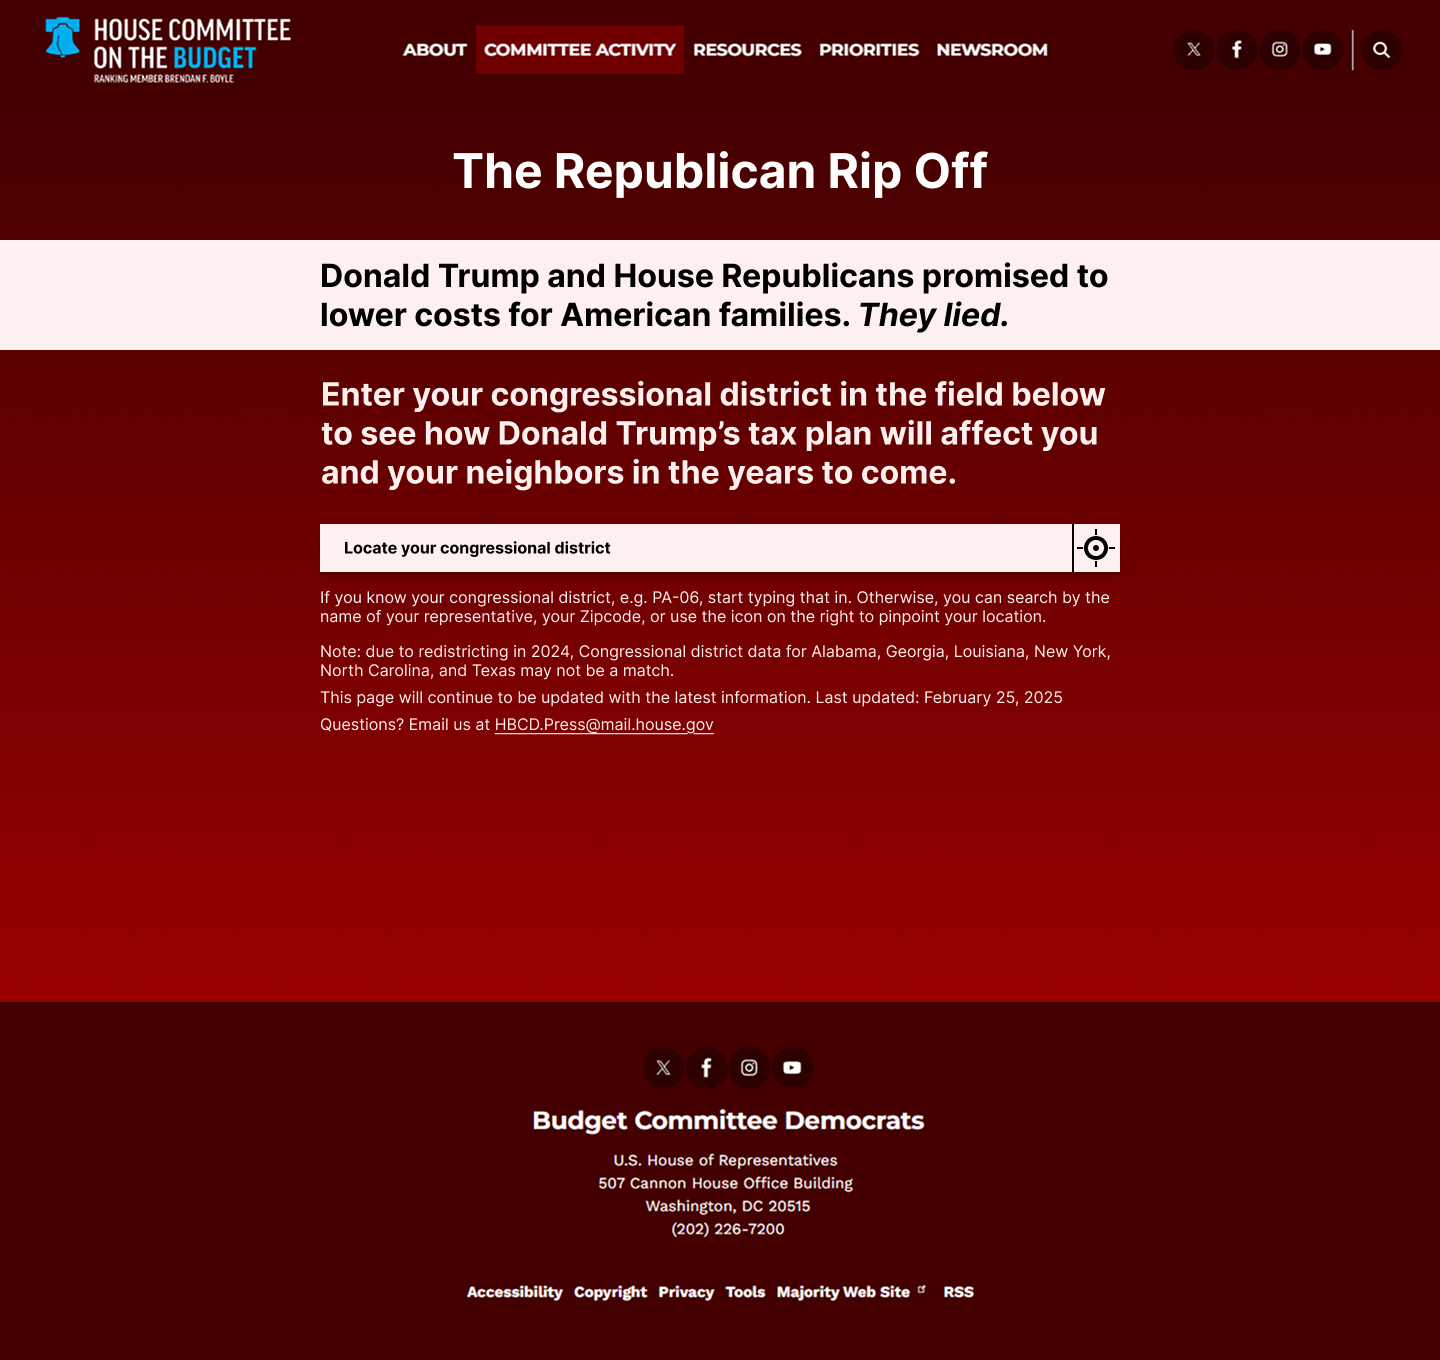 HOUSE COMMITTEE
ON THE BUDGET
RANKING MEMBER BRENDAN F. BOYLE
ABOUT COMMITTEE ACTIVITY RESOURCES PRIORITIES NEWSROOM
The Republican Rip Off
Donald Trump and House Republicans promised to
lower costs for American families. They lied.
Enter your congressional district in the field below
to see how Donald Trump’s tax plan will affect you
and your neighbors in the years to come.
Locate your congressional district
If you know your congressional district, e.g. PA-06, start typing that in. Otherwise, you can search by the
name of your representative, your Zipcode, or use the icon on the right to pinpoint your location.
Note: due to redistricting in 2024, Congressional district data for Alabama, Georgia, Louisiana, New York,
North Carolina, and Texas may not be a match.
This page will continue to be updated with the latest information. Last updated: February 25, 2025
Questions? Email us at HBCD.Press@mail.house.gov
Budget Committee Democrats
U.S. House of Representatives
507 Cannon House Office Building
Washington, DC 20515
(202) 226-7200
Accessibility Copyright Privacy Tools Majority Web Site RSS